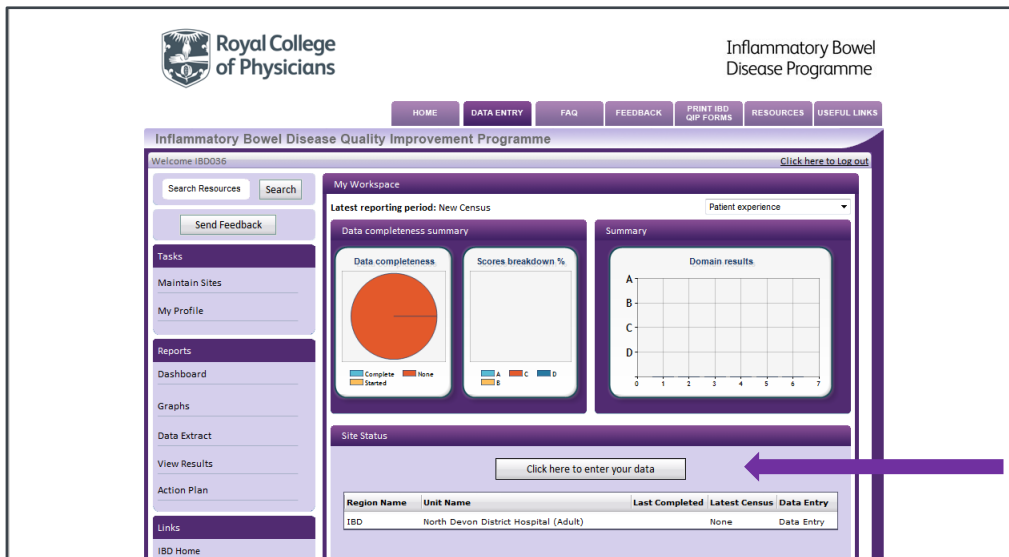 Royal College
of Physicians
Inflammatory Bowel
Disease Programme
HOME
DATA ENTRY
FAQ
FEEDBACK
PRINT IBD
QIP FORMS
RESOURCES
USEFUL LINKS
Inflammatory Bowel Disease Quality Improvement Programme
Welcome IBD036
Click here to Log out
Search Resources
Search
Send Feedback
Tasks
Maintain Sites
My Profile
Reports
Dashboard
Graphs
Data Extract
View Results
Action Plan
Links
IBD Home
My Workspace
Latest reporting period: New Census
Patient experience
Data completeness summary
Data completeness
Complete
None
Started
Scores breakdown %
A
C
D
B
Summary
Domain results
A
B
C
D
0 1 2 3 4 5 6 7
Site Status
Click here to enter your data
Region Name Unit Name Last Completed Latest Census Data Entry
IBD North Devon District Hospital (Adult) None Data Entry